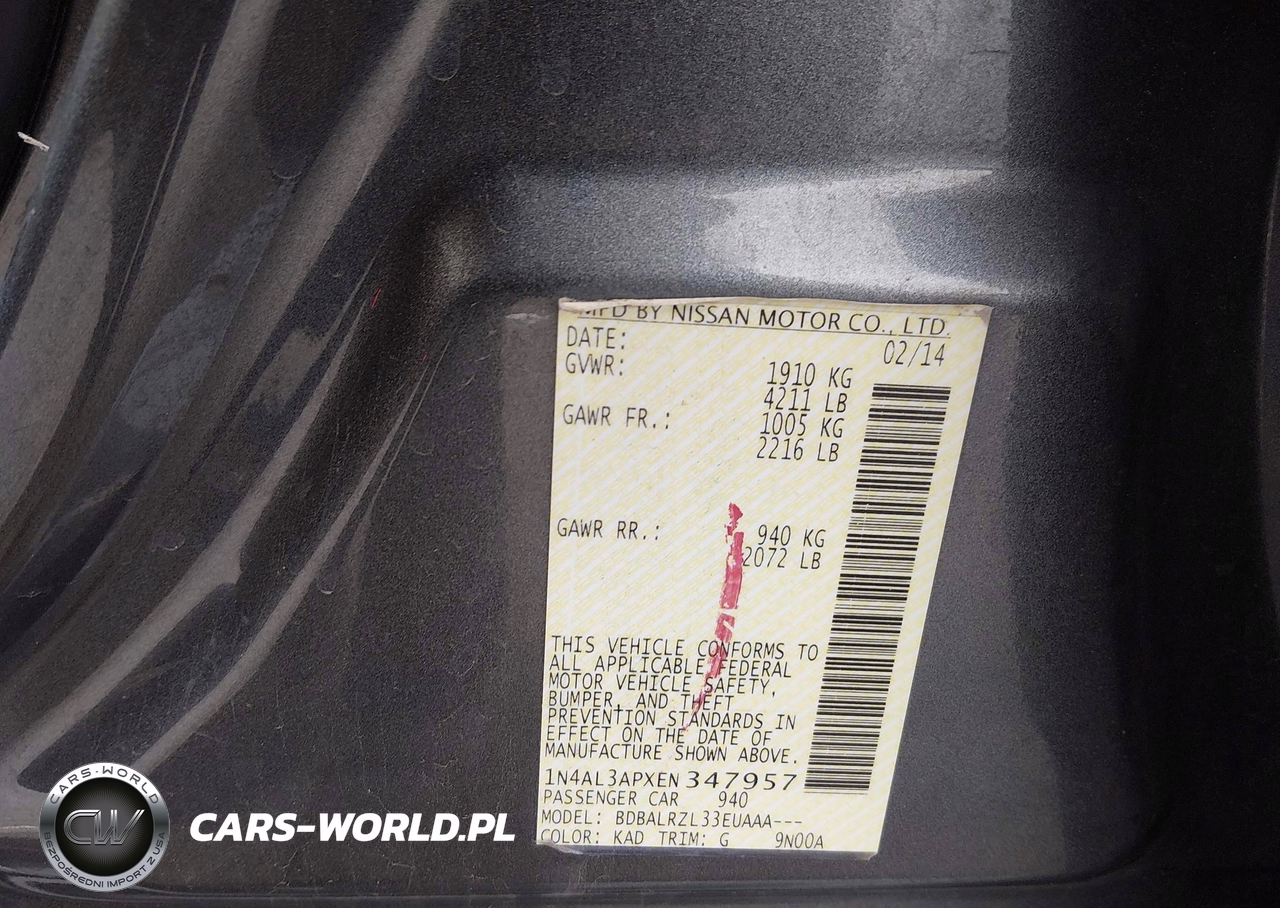 MFD BY NISSAN MOTOR CO., LTD.
DATE: 02/14
GVWR: 1910 KG
4211 LB
GAWR FR.: 1005 KG
2216 LB
GAWR RR.: 940 KG
2072 LB
THIS VEHICLE CONFORMS TO
ALL APPLICABLE FEDERAL
MOTOR VEHICLE SAFETY,
BUMPER, AND THEFT
PREVENTION STANDARDS IN
EFFECT ON THE DATE OF
MANUFACTURE SHOWN ABOVE.
1N4AL3APXEN347957
PASSENGER CAR 940
MODEL: BDBALRZL33EUAAA---
COLOR: KAD TRIM: G 9N00A
CARS-WORLD
CW
BEZPOŚREDNI IMPORT Z USA
CARS-WORLD.PL